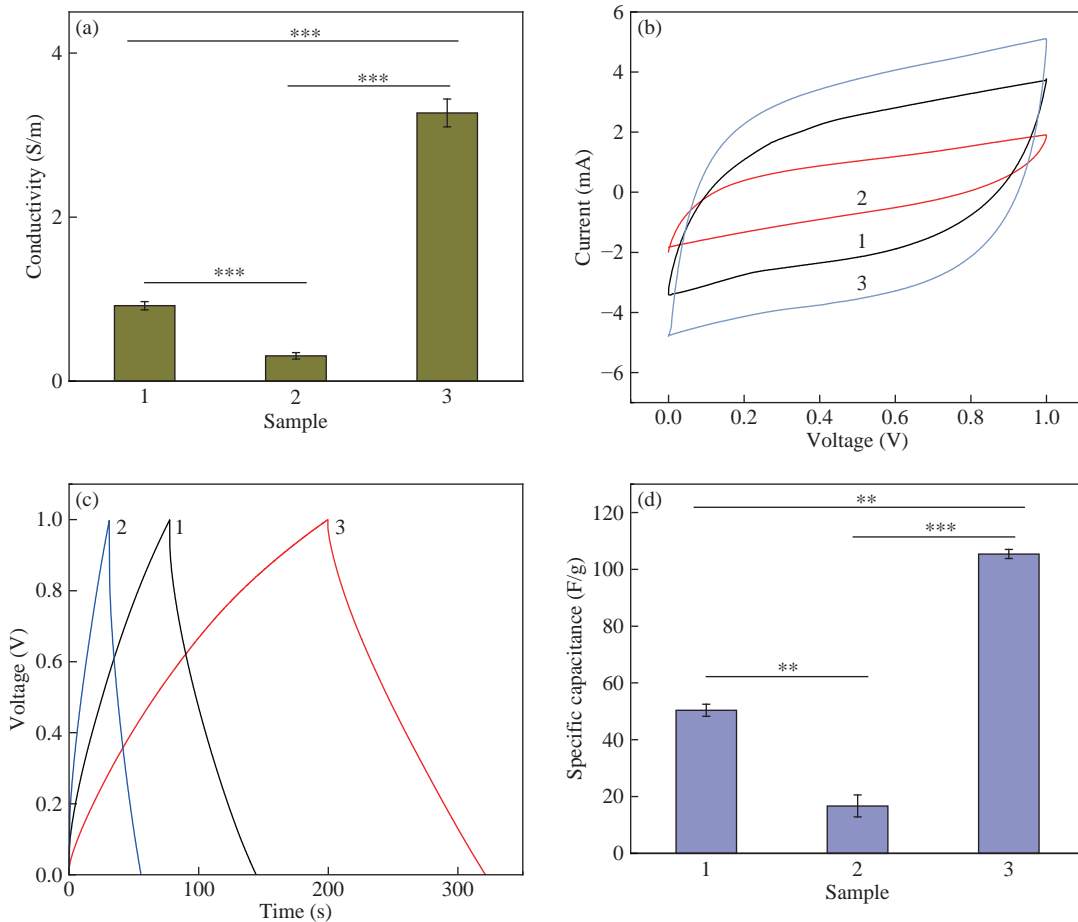 (a)
***
***
***
4
2
0
Conductivity (S/m)
1 2 3
Sample
(b)
6
4
2
0
−2
−4
−6
Current (mA)
2
1
3
0.0 0.2 0.4 0.6 0.8 1.0
Voltage (V)
(c)
2 1 3
1.0
0.8
0.6
0.4
0.2
0.0
Voltage (V)
0 100 200 300
Time (s)
(d)
**
***
**
120
100
80
60
40
20
0
Specific capacitance (F/g)
1 2 3
Sample